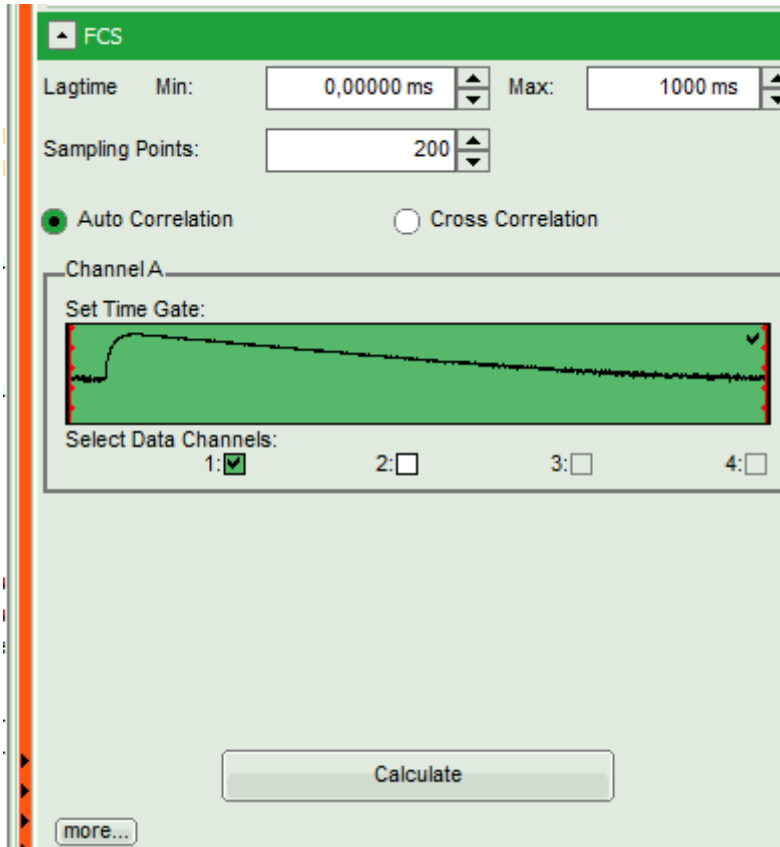 FCS
Lagtime Min: 0,00000 ms Max: 1000 ms
Sampling Points: 200
Auto Correlation Cross Correlation
Channel A
Set Time Gate:
Select Data Channels:
1: 2: 3: 4:
Calculate
more...